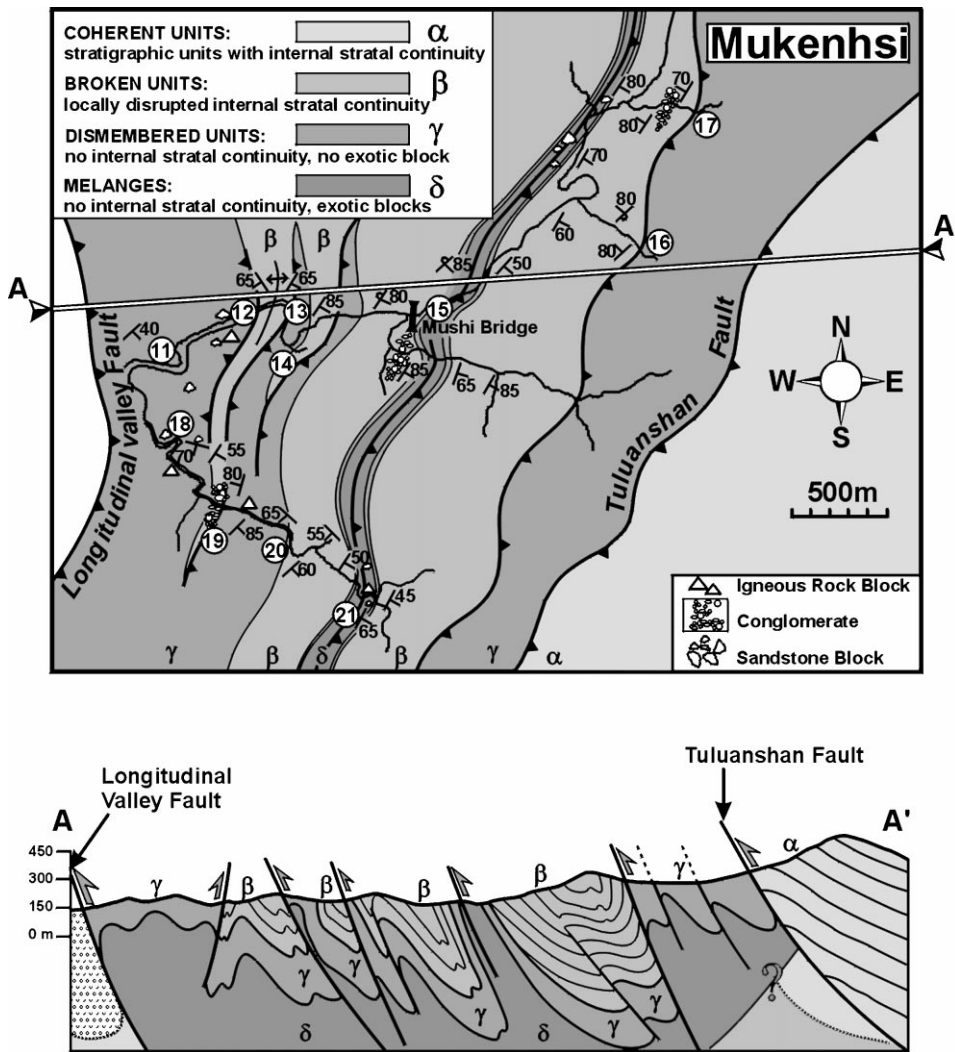 COHERENT UNITS: α
stratigraphic units with internal stratal continuity
BROKEN UNITS: β
locally disrupted internal stratal continuity
DISMEMBERED UNITS: γ
no internal stratal continuity, no exotic block
MELANGES: δ
no internal stratal continuity, exotic blocks
Mukenhsi
80
70
80
17
70
80
60
80
16
A
A
β
β
65
65
85
50
12
13
85
80
15
Mushi Bridge
40
11
14
85
65
85
Longitudinal valley Fault
Tuluanshan Fault
N
W
E
S
500m
18
70
55
80
19
85
65
20
60
55
50
45
21
65
γ
β
δ
β
γ
α
Igneous Rock Block
Conglomerate
Sandstone Block
Longitudinal
Valley Fault
Tuluanshan Fault
A
A'
450
300
150
0 m
γ
β
β
β
β
γ
α
γ
γ
γ
γ
δ
δ
?